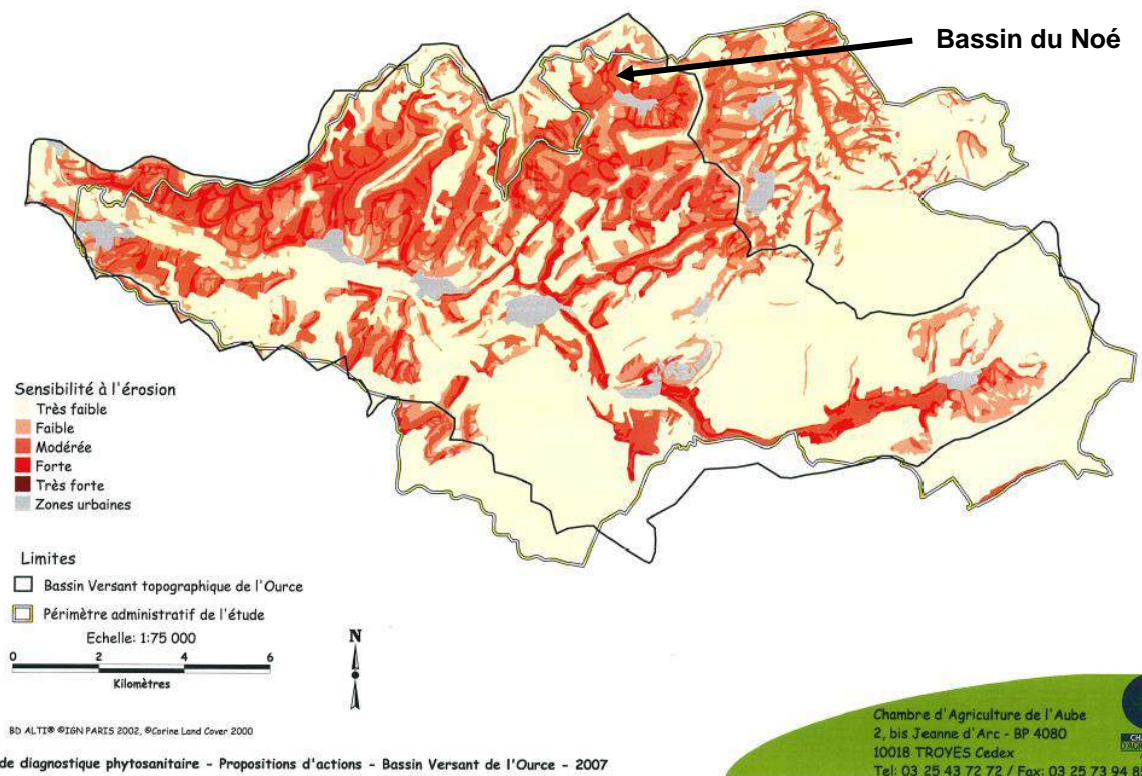 Bassin du Noé
Sensibilité à l'érosion
Très faible
Faible
Modérée
Forte
Très forte
Zones urbaines
Limites
Bassin Versant topographique de l'Ource
Périmètre administratif de l'étude
Echelle: 1:75 000
0 2 4 6
Kilomètres
N
BD ALTI® ©IGN PARIS 2002, ©Corine Land Cover 2000
de diagnostique phytosanitaire - Propositions d'actions - Bassin Versant de l'Ource - 2007
Chambre d'Agriculture de l'Aube
2, bis Jeanne d'Arc - BP 4080
10018 TROYES Cedex
Tel: 03 25 43 72 72 / Fax: 03 25 73 94 8